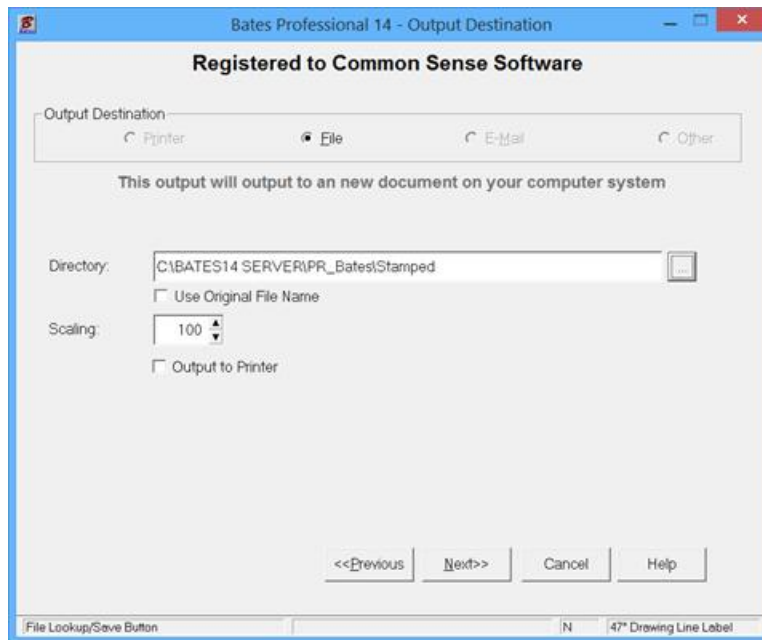 Bates Professional 14 - Output Destination
Registered to Common Sense Software
Output Destination
Printer File E-Mail Other
This output will output to an new document on your computer system
Directory: C:\BATES14 SERVER\PR_Bates\Stamped ...
Use Original File Name
Scaling: 100
Output to Printer
<<Previous Next>> Cancel Help
File Lookup/Save Button N 47" Drawing Line Label